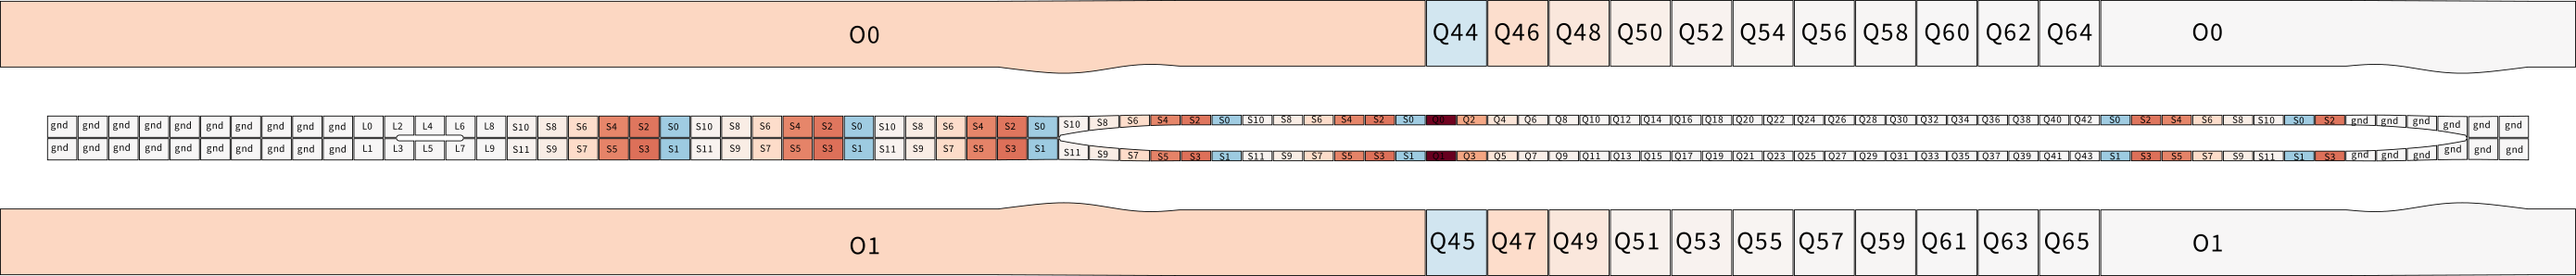 O0 Q44 Q46 Q48 Q50 Q52 Q54 Q56 Q58 Q60 Q62 Q64 O0
gnd gnd gnd gnd gnd gnd gnd gnd gnd gnd L0 L2 L4 L6 L8 S10 S8 S6 S4 S2 S0 S10 S8 S6 S4 S2 S0 S10 S8 S6 S4 S2 S0 S10 S8 S6 S4 S2 S0 S10 S8 S6 S4 S2 S0 Q0 Q2 Q4 Q6 Q8 Q10 Q12 Q14 Q16 Q18 Q20 Q22 Q24 Q26 Q28 Q30 Q32 Q34 Q36 Q38 Q40 Q42 S0 S2 S4 S6 S8 S10 S0 S2 gnd gnd gnd gnd gnd gnd
gnd gnd gnd gnd gnd gnd gnd gnd gnd gnd L1 L3 L5 L7 L9 S11 S9 S7 S5 S3 S1 S11 S9 S7 S5 S3 S1 S11 S9 S7 S5 S3 S1 S11 S9 S7 S5 S3 S1 S11 S9 S7 S5 S3 S1 Q1 Q3 Q5 Q7 Q9 Q11 Q13 Q15 Q17 Q19 Q21 Q23 Q25 Q27 Q29 Q31 Q33 Q35 Q37 Q39 Q41 Q43 S1 S3 S5 S7 S9 S11 S1 S3 gnd gnd gnd gnd gnd gnd
O1 Q45 Q47 Q49 Q51 Q53 Q55 Q57 Q59 Q61 Q63 Q65 O1